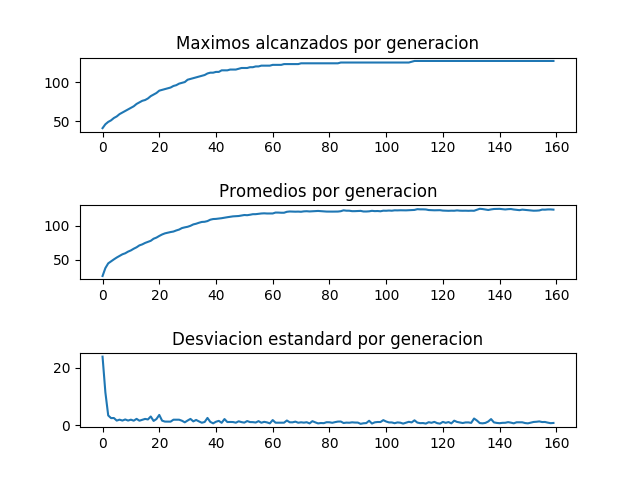 Maximos alcanzados por generacion
100
50
0 20 40 60 80 100 120 140 160
Promedios por generacion
100
50
0 20 40 60 80 100 120 140 160
Desviacion estandard por generacion
20
0
0 20 40 60 80 100 120 140 160